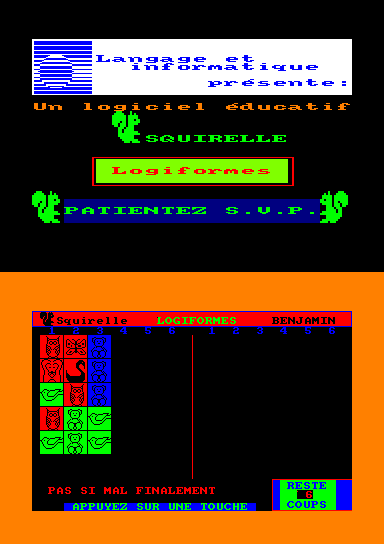 Langage et
informatique
présente:
Un logiciel éducatif
SQUIRELLE
Logiformes
PATIENTEZ S.V.P.
Squirelle LOGIFORMES BENJAMIN
PAS SI MAL FINALEMENT
RESTE
6
COUPS
APPUYEZ SUR UNE TOUCHE